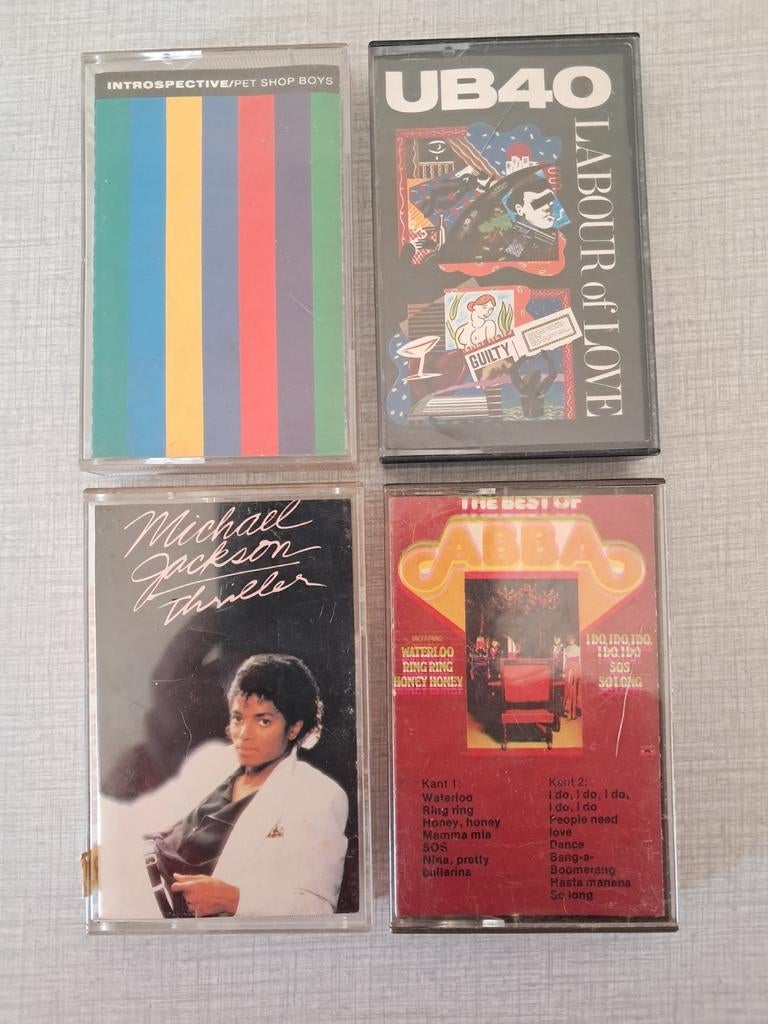 INTROSPECTIVE/PET SHOP BOYS
UB40
LABOUR of LOVE
GUILTY
Michael
Jackson
Thriller
THE BEST OF
ABBA
INCLUDING:
WATERLOO
RING RING
HONEY HONEY
I DO, I DO, I DO,
I DO, I DO
SOS
SO LONG
Kant 1:
Waterloo
Ring ring
Honey, honey
Mamma mia
SOS
Nina, pretty
ballerina
Kant 2:
I do, I do, I do,
I do, I do
People need
love
Dance
Bang-a-
Boomerang
Hasta manana
So long